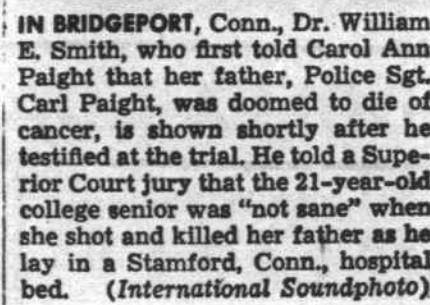 IN BRIDGEPORT, Conn., Dr. William
E. Smith, who first told Carol Ann
Paight that her father, Police Sgt.
Carl Paight, was doomed to die of
cancer, is shown shortly after he
testified at the trial. He told a Supe-
rior Court jury that the 21-year-old
college senior was "not sane" when
she shot and killed her father as he
lay in a Stamford, Conn., hospital
bed. (International Soundphoto)